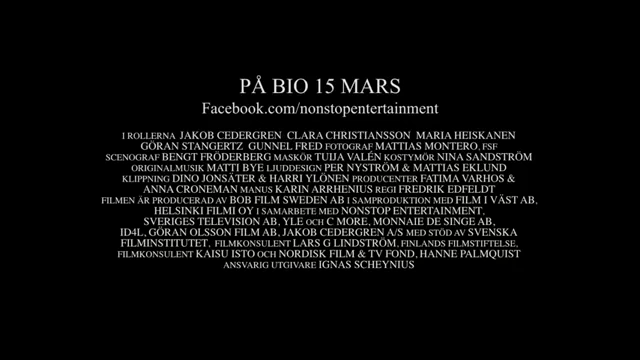 PÅ BIO 15 MARS
Facebook.com/nonstopentertainment
I ROLLERNA JAKOB CEDERGREN CLARA CHRISTIANSSON MARIA HEISKANEN
GÖRAN STANGERTZ GUNNEL FRED FOTOGRAF MATTIAS MONTERO, FSF
SCENOGRAF BENGT FRÖDERBERG MASKÖR TUIJA VALÉN KOSTYMÖR NINA SANDSTRÖM
ORIGINALMUSIK MATTI BYE LJUDDESIGN PER NYSTRÖM & MATTIAS EKLUND
KLIPPNING DINO JONSÄTER & HARRI YLÖNEN PRODUCENTER FATIMA VARHOS &
ANNA CRONEMAN MANUS KARIN ARRHENIUS REGI FREDRIK EDFELDT
FILMEN ÄR PRODUCERAD AV BOB FILM SWEDEN AB I SAMPRODUKTION MED FILM I VÄST AB,
HELSINKI FILMI OY I SAMARBETE MED NONSTOP ENTERTAINMENT,
SVERIGES TELEVISION AB, YLE OCH C MORE, MONNAIE DE SINGE AB,
ID4L, GÖRAN OLSSON FILM AB, JAKOB CEDERGREN A/S MED STÖD AV SVENSKA
FILMINSTITUTET, FILMKONSULENT LARS G LINDSTRÖM, FINLANDS FILMSTIFTELSE,
FILMKONSULENT KAISU ISTO OCH NORDISK FILM & TV FOND, HANNE PALMQUIST
ANSVARIG UTGIVARE IGNAS SCHEYNIUS